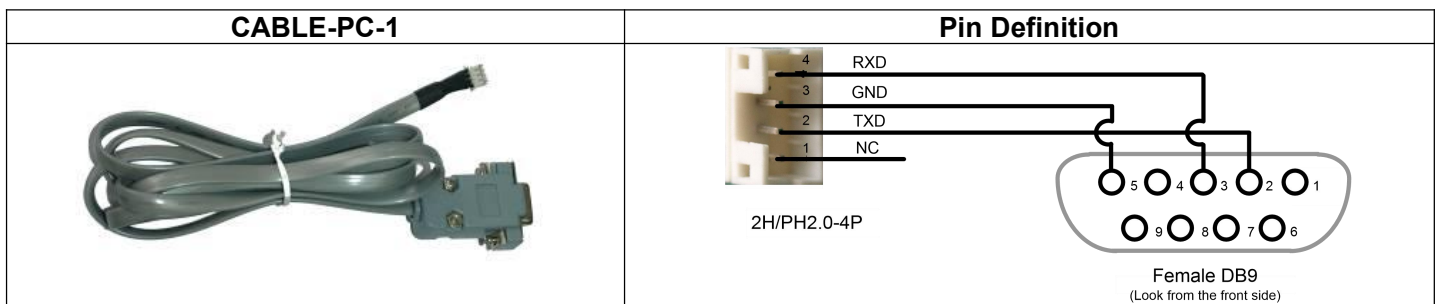 CABLE-PC-1
Pin Definition
4 RXD
3 GND
2 TXD
1 NC
2H/PH2.0-4P
5 4 3 2 1
9 8 7 6
Female DB9
(Look from the front side)